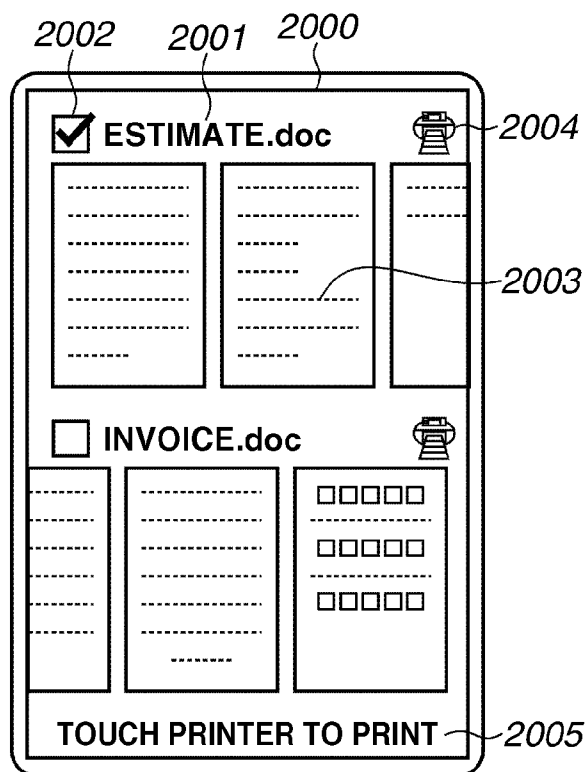 2002 2001 2000
ESTIMATE.doc 2004
2003
INVOICE.doc
TOUCH PRINTER TO PRINT 2005